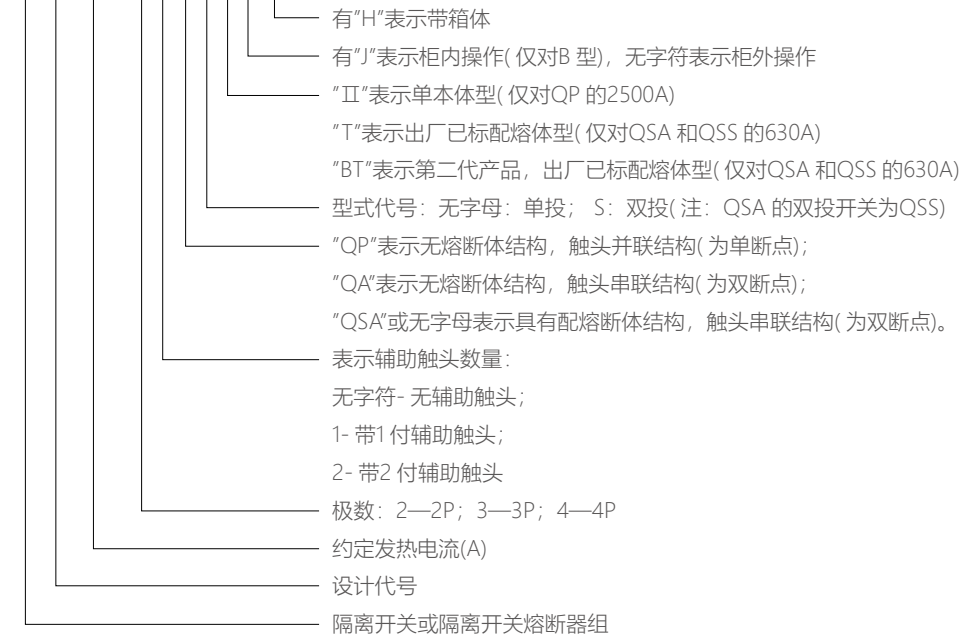 有"H"表示带箱体
有"J"表示柜内操作( 仅对B 型)，无字符表示柜外操作
"Ⅱ"表示单本体型( 仅对QP 的2500A)
"T"表示出厂已标配熔体型( 仅对QSA 和QSS 的630A)
"BT"表示第二代产品，出厂已标配熔体型( 仅对QSA 和QSS 的630A)
型式代号：无字母：单投； S：双投( 注：QSA 的双投开关为QSS)
"QP"表示无熔断体结构，触头并联结构( 为单断点)；
"QA"表示无熔断体结构，触头串联结构( 为双断点)；
"QSA"或无字母表示具有配熔断体结构，触头串联结构( 为双断点)。
表示辅助触头数量：
无字符- 无辅助触头；
1- 带1 付辅助触头；
2- 带2 付辅助触头
极数：2—2P；3—3P；4—4P
约定发热电流(A)
设计代号
隔离开关或隔离开关熔断器组